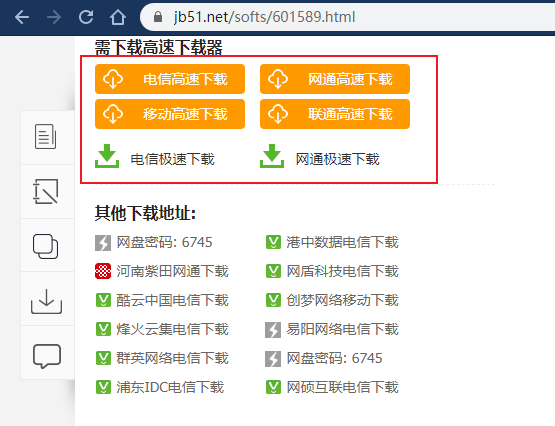 jb51.net/softs/601589.html
需下载高速下载器
电信高速下载 网通高速下载
移动高速下载 联通高速下载
电信极速下载 网通极速下载
其他下载地址:
网盘密码: 6745 港中数据电信下载
河南紫田网通下载 网盾科技电信下载
酷云中国电信下载 创梦网络移动下载
烽火云集电信下载 易阳网络电信下载
群英网络电信下载 网盘密码: 6745
浦东IDC电信下载 网硕互联电信下载